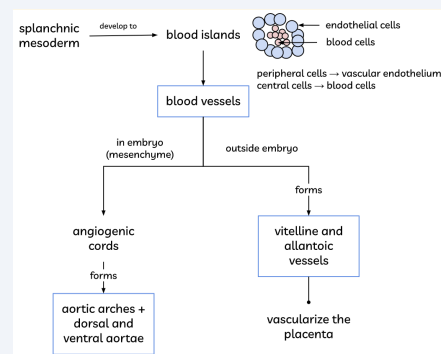 splanchnic
mesoderm
develop to
blood islands
endothelial cells
blood cells
peripheral cells → vascular endothelium
central cells → blood cells
blood vessels
in embryo
(mesenchyme)
outside embryo
forms
angiogenic
cords
vitelline and
allantoic
vessels
forms
aortic arches +
dorsal and
ventral aortae
vascularize the
placenta